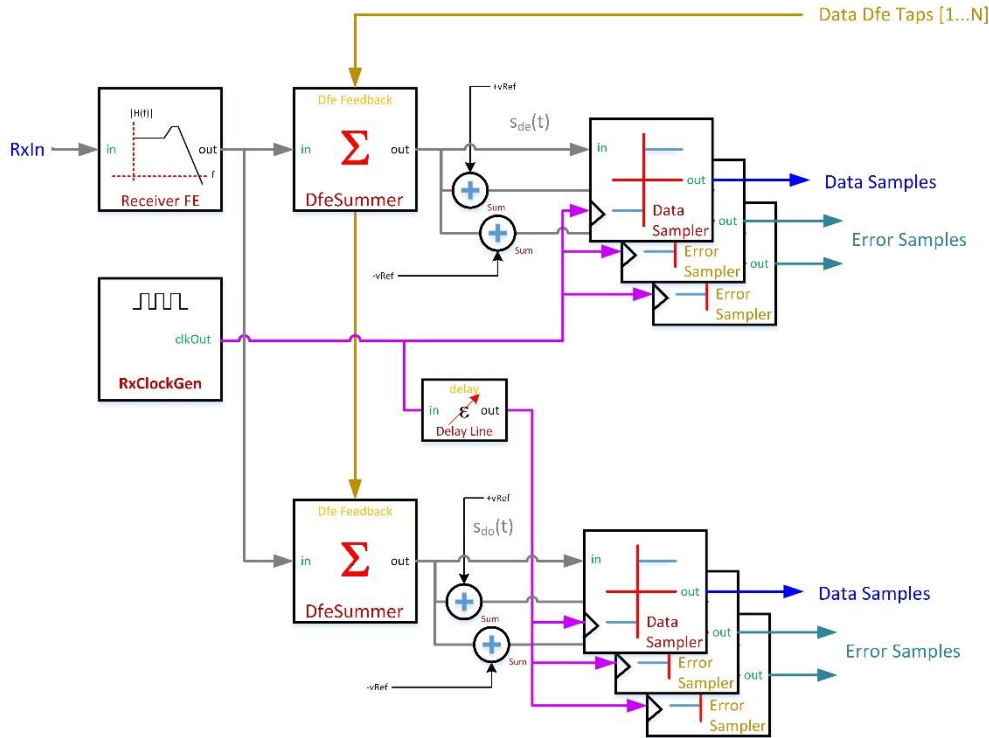 Data Dfe Taps [1...N]
+vRef
|H(f)|
Dfe Feedback
s_de(t)
RxIn
in
out
f
Receiver FE
in
Σ
out
DfeSummer
Sum
Sum
-vRef
in
out
Data
Sampler
Data Samples
out
Error
Sampler
out
Error
Sampler
Error Samples
clkOut
RxClockGen
delay
in
ε
out
Delay Line
+vRef
Dfe Feedback
s_do(t)
in
Σ
out
DfeSummer
Sum
Sum
-vRef
in
out
Data
Sampler
Data Samples
out
Error
Sampler
out
Error
Sampler
Error Samples